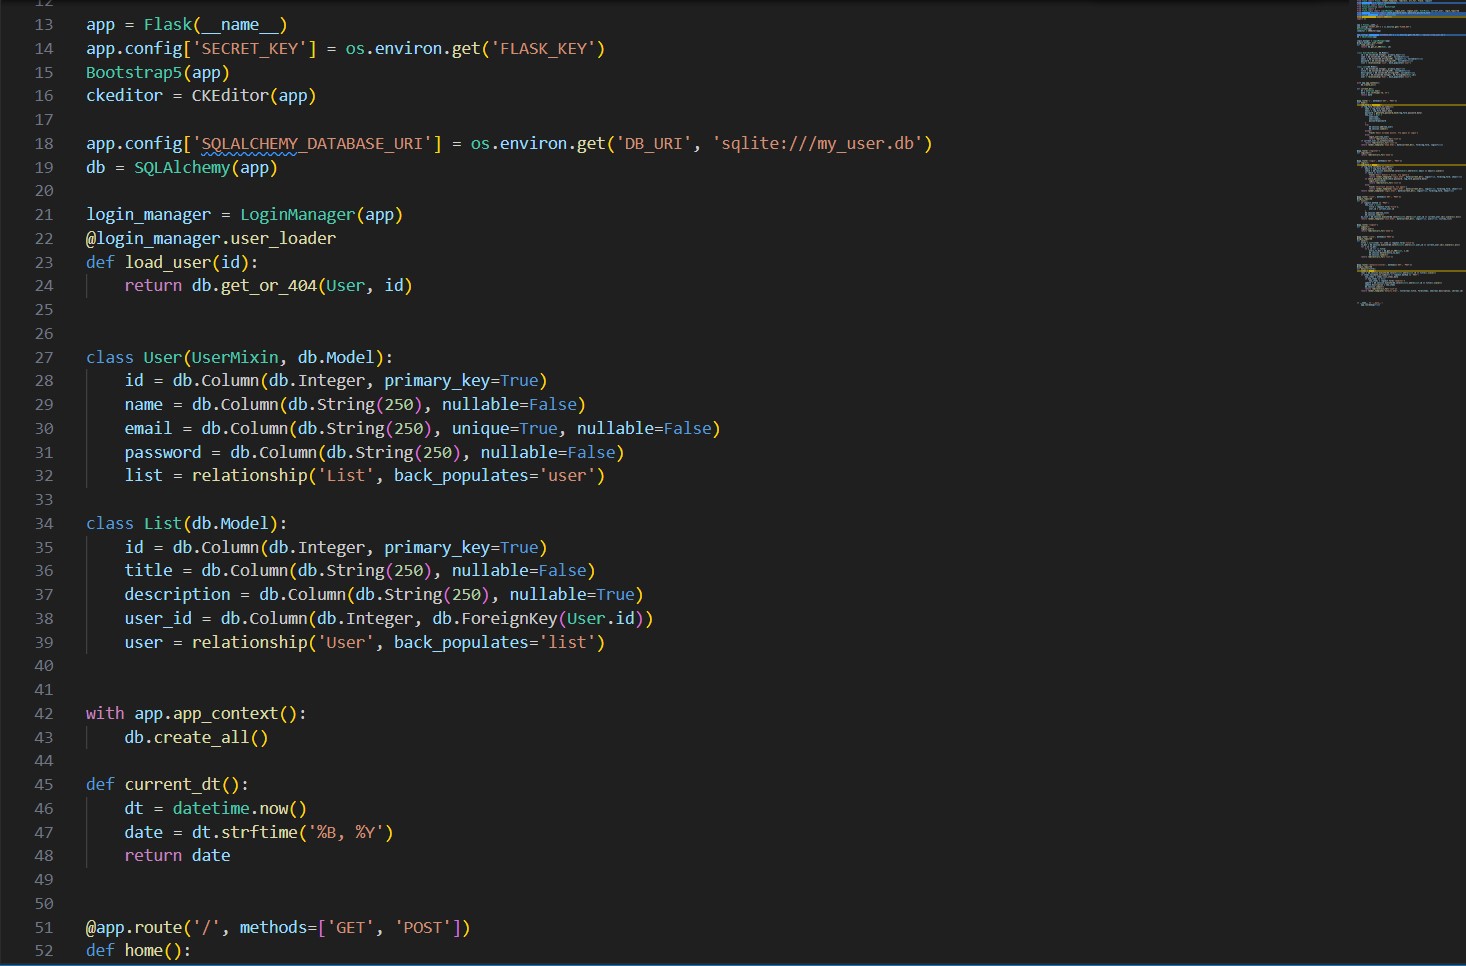 12
13 app = Flask(__name__)
14 app.config['SECRET_KEY'] = os.environ.get('FLASK_KEY')
15 Bootstrap5(app)
16 ckeditor = CKEditor(app)
17
18 app.config['SQLALCHEMY_DATABASE_URI'] = os.environ.get('DB_URI', 'sqlite:///my_user.db')
19 db = SQLAlchemy(app)
20
21 login_manager = LoginManager(app)
22 @login_manager.user_loader
23 def load_user(id):
24     return db.get_or_404(User, id)
25
26
27 class User(UserMixin, db.Model):
28     id = db.Column(db.Integer, primary_key=True)
29     name = db.Column(db.String(250), nullable=False)
30     email = db.Column(db.String(250), unique=True, nullable=False)
31     password = db.Column(db.String(250), nullable=False)
32     list = relationship('List', back_populates='user')
33
34 class List(db.Model):
35     id = db.Column(db.Integer, primary_key=True)
36     title = db.Column(db.String(250), nullable=False)
37     description = db.Column(db.String(250), nullable=True)
38     user_id = db.Column(db.Integer, db.ForeignKey(User.id))
39     user = relationship('User', back_populates='list')
40
41
42 with app.app_context():
43     db.create_all()
44
45 def current_dt():
46     dt = datetime.now()
47     date = dt.strftime('%B, %Y')
48     return date
49
50
51 @app.route('/', methods=['GET', 'POST'])
52 def home():